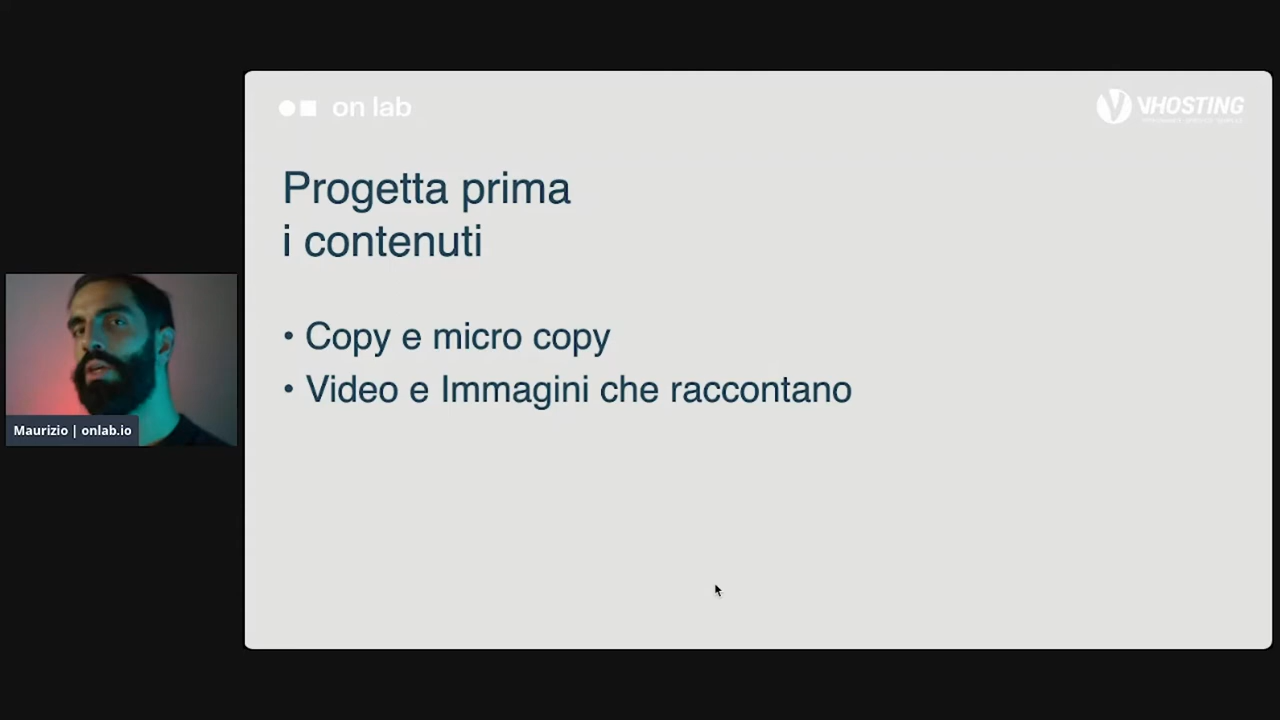 on lab
VHOSTING
Progetta prima
i contenuti
• Copy e micro copy
• Video e Immagini che raccontano
Maurizio | onlab.io